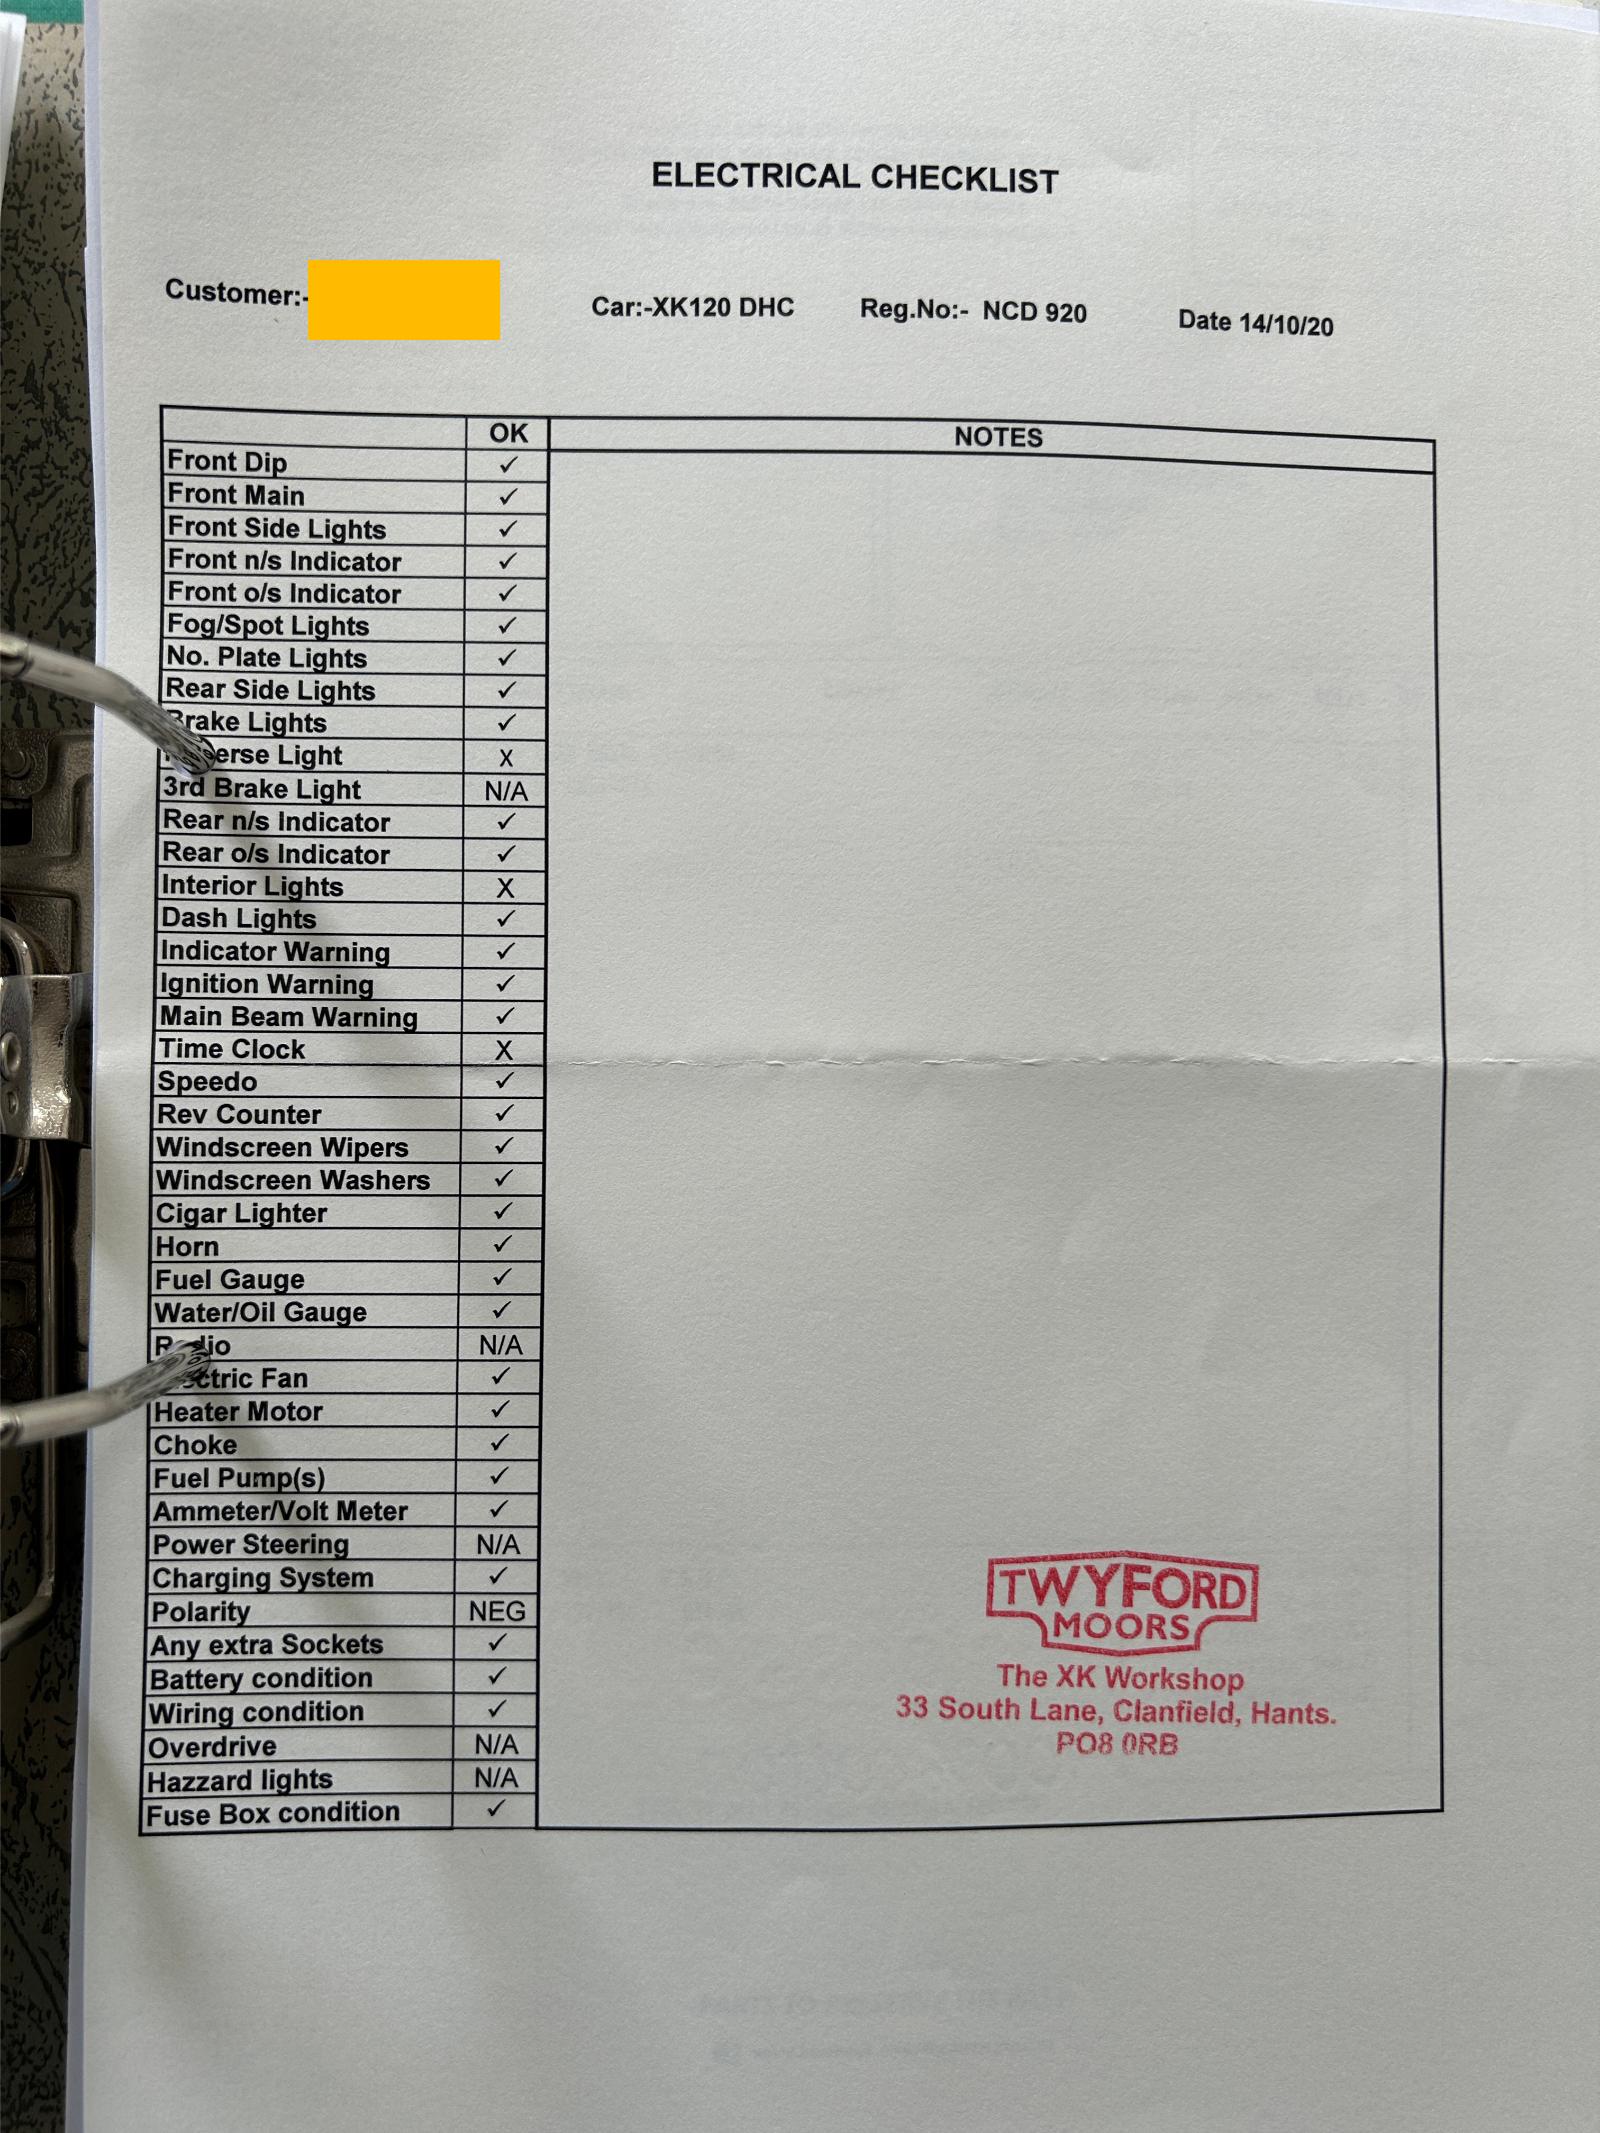 ELECTRICAL CHECKLIST
Customer:- Car:-XK120 DHC Reg.No:- NCD 920 Date 14/10/20
OK NOTES
Front Dip ✓
Front Main ✓
Front Side Lights ✓
Front n/s Indicator ✓
Front o/s Indicator ✓
Fog/Spot Lights ✓
No. Plate Lights ✓
Rear Side Lights ✓
Brake Lights ✓
erse Light X
3rd Brake Light N/A
Rear n/s Indicator ✓
Rear o/s Indicator ✓
Interior Lights X
Dash Lights ✓
Indicator Warning ✓
Ignition Warning ✓
Main Beam Warning ✓
Time Clock X
Speedo ✓
Rev Counter ✓
Windscreen Wipers ✓
Windscreen Washers ✓
Cigar Lighter ✓
Horn ✓
Fuel Gauge ✓
Water/Oil Gauge ✓
Radio N/A
ctric Fan ✓
Heater Motor ✓
Choke ✓
Fuel Pump(s) ✓
Ammeter/Volt Meter ✓
Power Steering N/A
Charging System ✓
Polarity NEG
Any extra Sockets ✓
Battery condition ✓
Wiring condition ✓
Overdrive N/A
Hazzard lights N/A
Fuse Box condition ✓
TWYFORD
MOORS
The XK Workshop
33 South Lane, Clanfield, Hants.
PO8 0RB